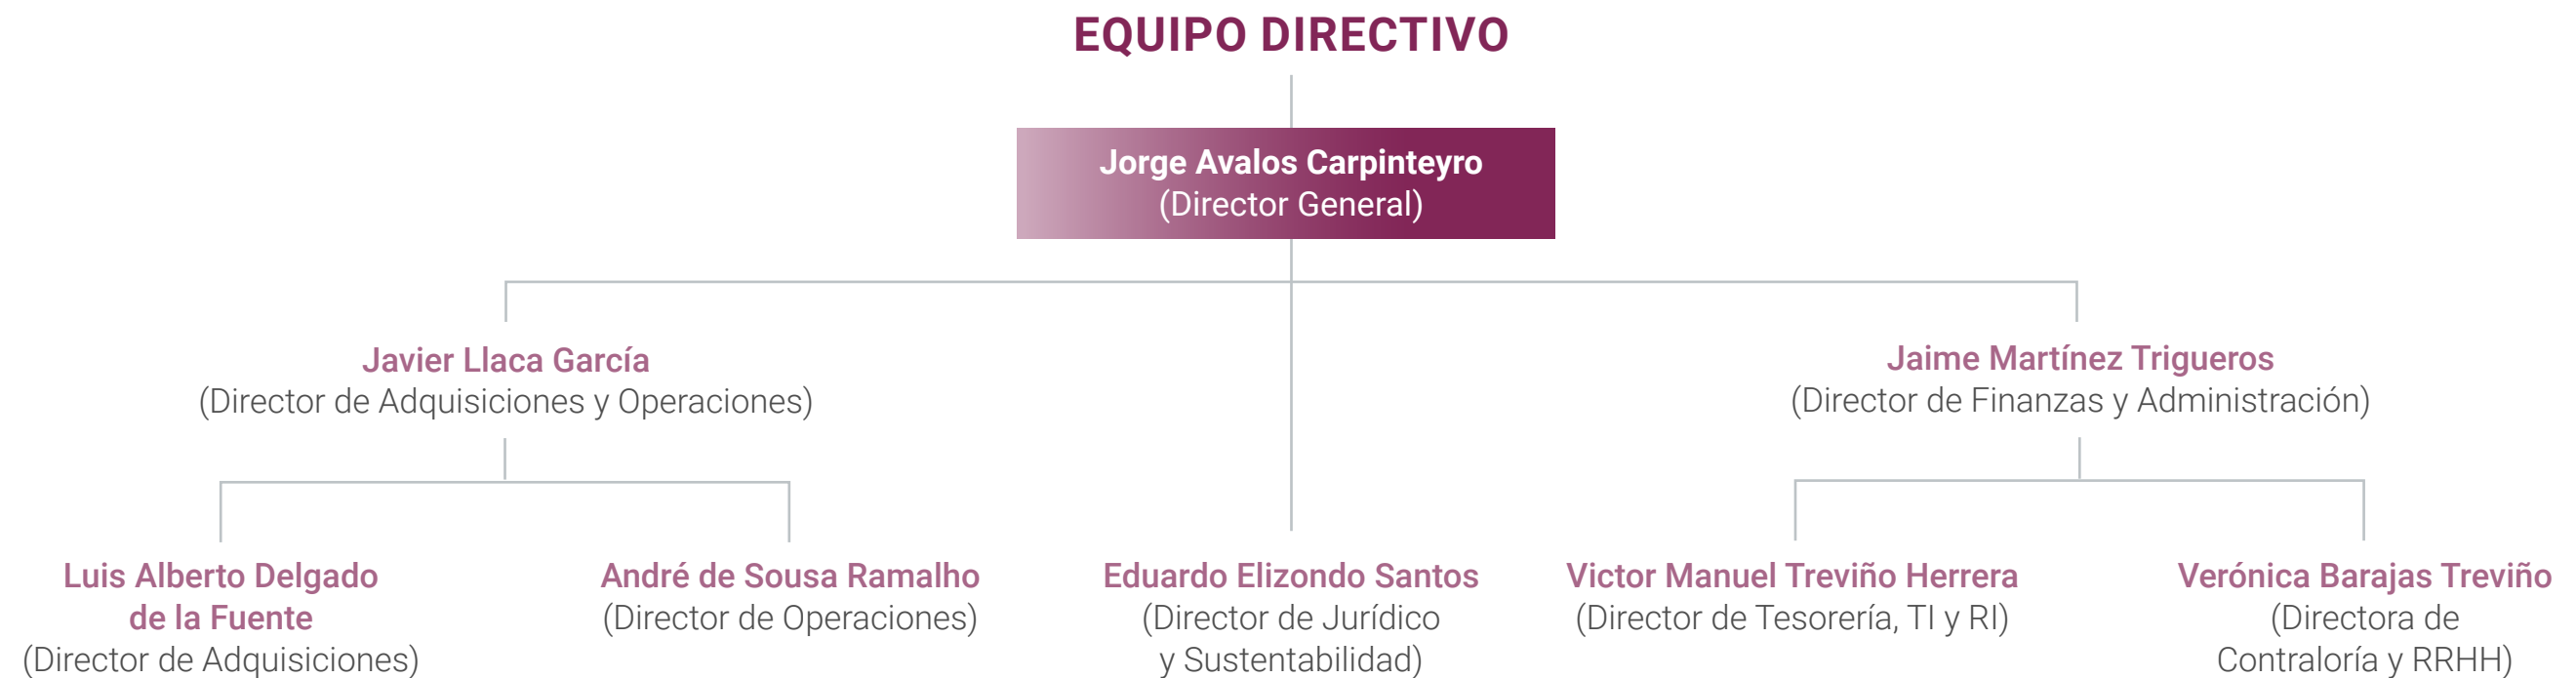 EQUIPO DIRECTIVO
Jorge Avalos Carpinteyro
(Director General)
Javier Llaca García
(Director de Adquisiciones y Operaciones)
Jaime Martínez Trigueros
(Director de Finanzas y Administración)
Luis Alberto Delgado
de la Fuente
(Director de Adquisiciones)
André de Sousa Ramalho
(Director de Operaciones)
Eduardo Elizondo Santos
(Director de Jurídico
y Sustentabilidad)
Victor Manuel Treviño Herrera
(Director de Tesorería, TI y RI)
Verónica Barajas Treviño
(Directora de
Contraloría y RRHH)